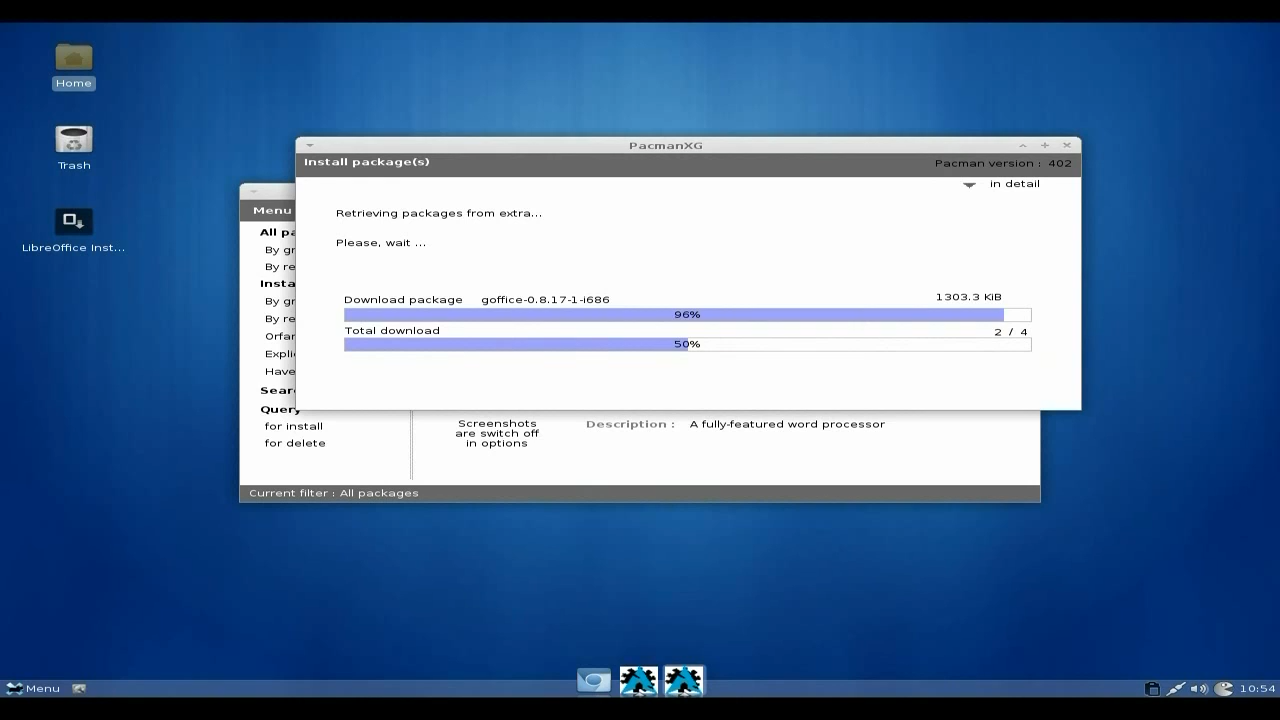 Home
Trash
LibreOffice Inst...
PacmanXG
Install package(s)
Pacman version : 402
in detail
Retrieving packages from extra...
Please, wait ...
Download package goffice-0.8.17-1-i686
1303.3 KiB
96%
Total download
2 / 4
50%
Menu
All pa
By gr
By re
Insta
By gr
By re
Orfar
Expli
Have
Sear
Query
for install
for delete
Screenshots
are switch off
in options
Description : A fully-featured word processor
Current filter : All packages
Menu
10:54